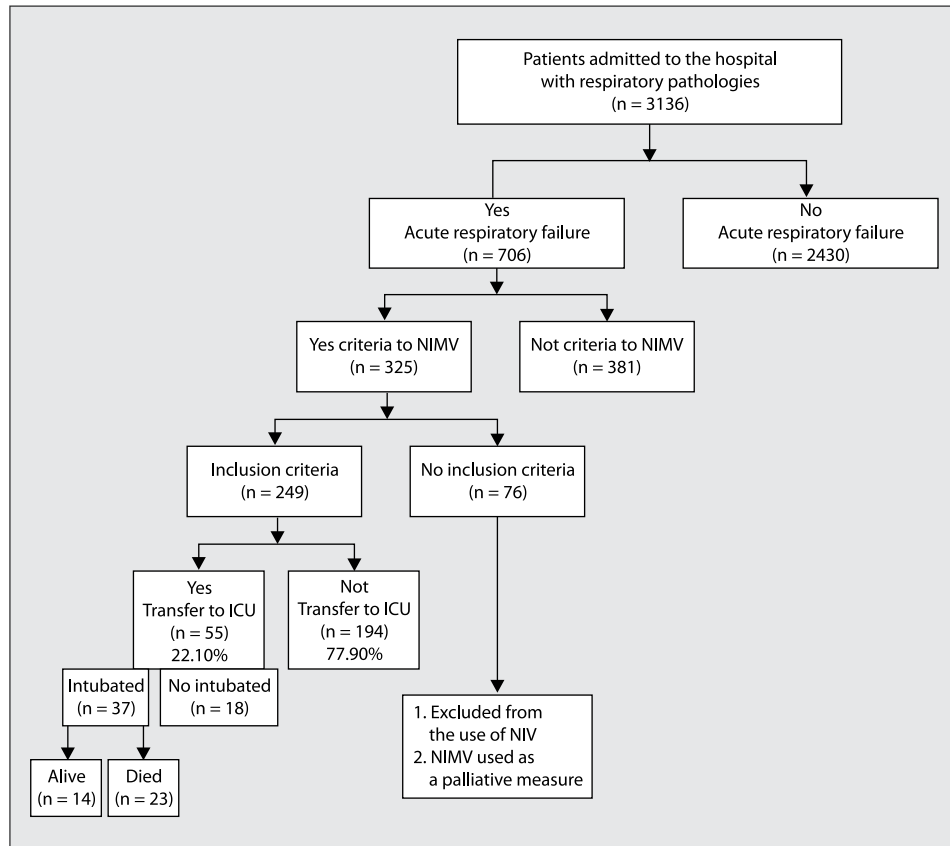 Patients admitted to the hospital
with respiratory pathologies
(n = 3136)
Yes
Acute respiratory failure
(n = 706)
No
Acute respiratory failure
(n = 2430)
Yes criteria to NIMV
(n = 325)
Not criteria to NIMV
(n = 381)
Inclusion criteria
(n = 249)
No inclusion criteria
(n = 76)
Yes
Transfer to ICU
(n = 55)
22.10%
Not
Transfer to ICU
(n = 194)
77.90%
Intubated
(n = 37)
No intubated
(n = 18)
1. Excluded from
the use of NIV
2. NIMV used as
a palliative measure
Alive
(n = 14)
Died
(n = 23)